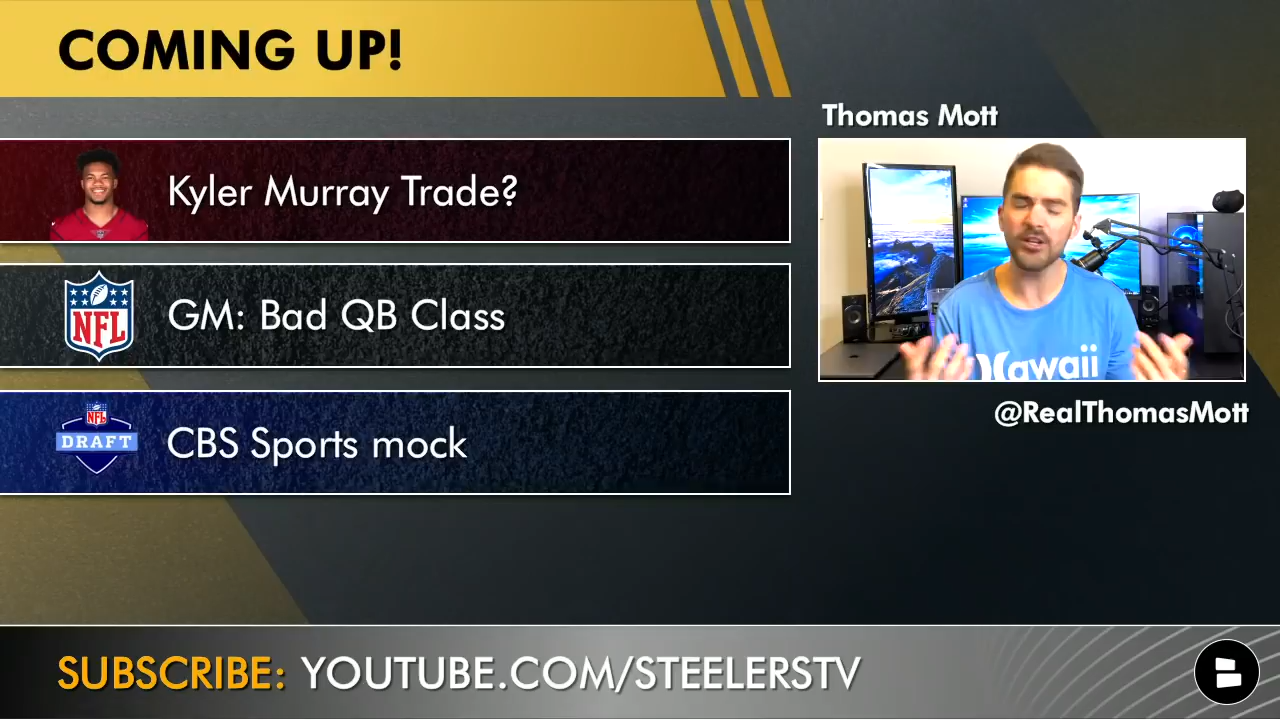 COMING UP!
Thomas Mott
Kyler Murray Trade?
NFL
GM: Bad QB Class
NFL
DRAFT
CBS Sports mock
Hawaii
@RealThomasMott
SUBSCRIBE: YOUTUBE.COM/STEELERSTV